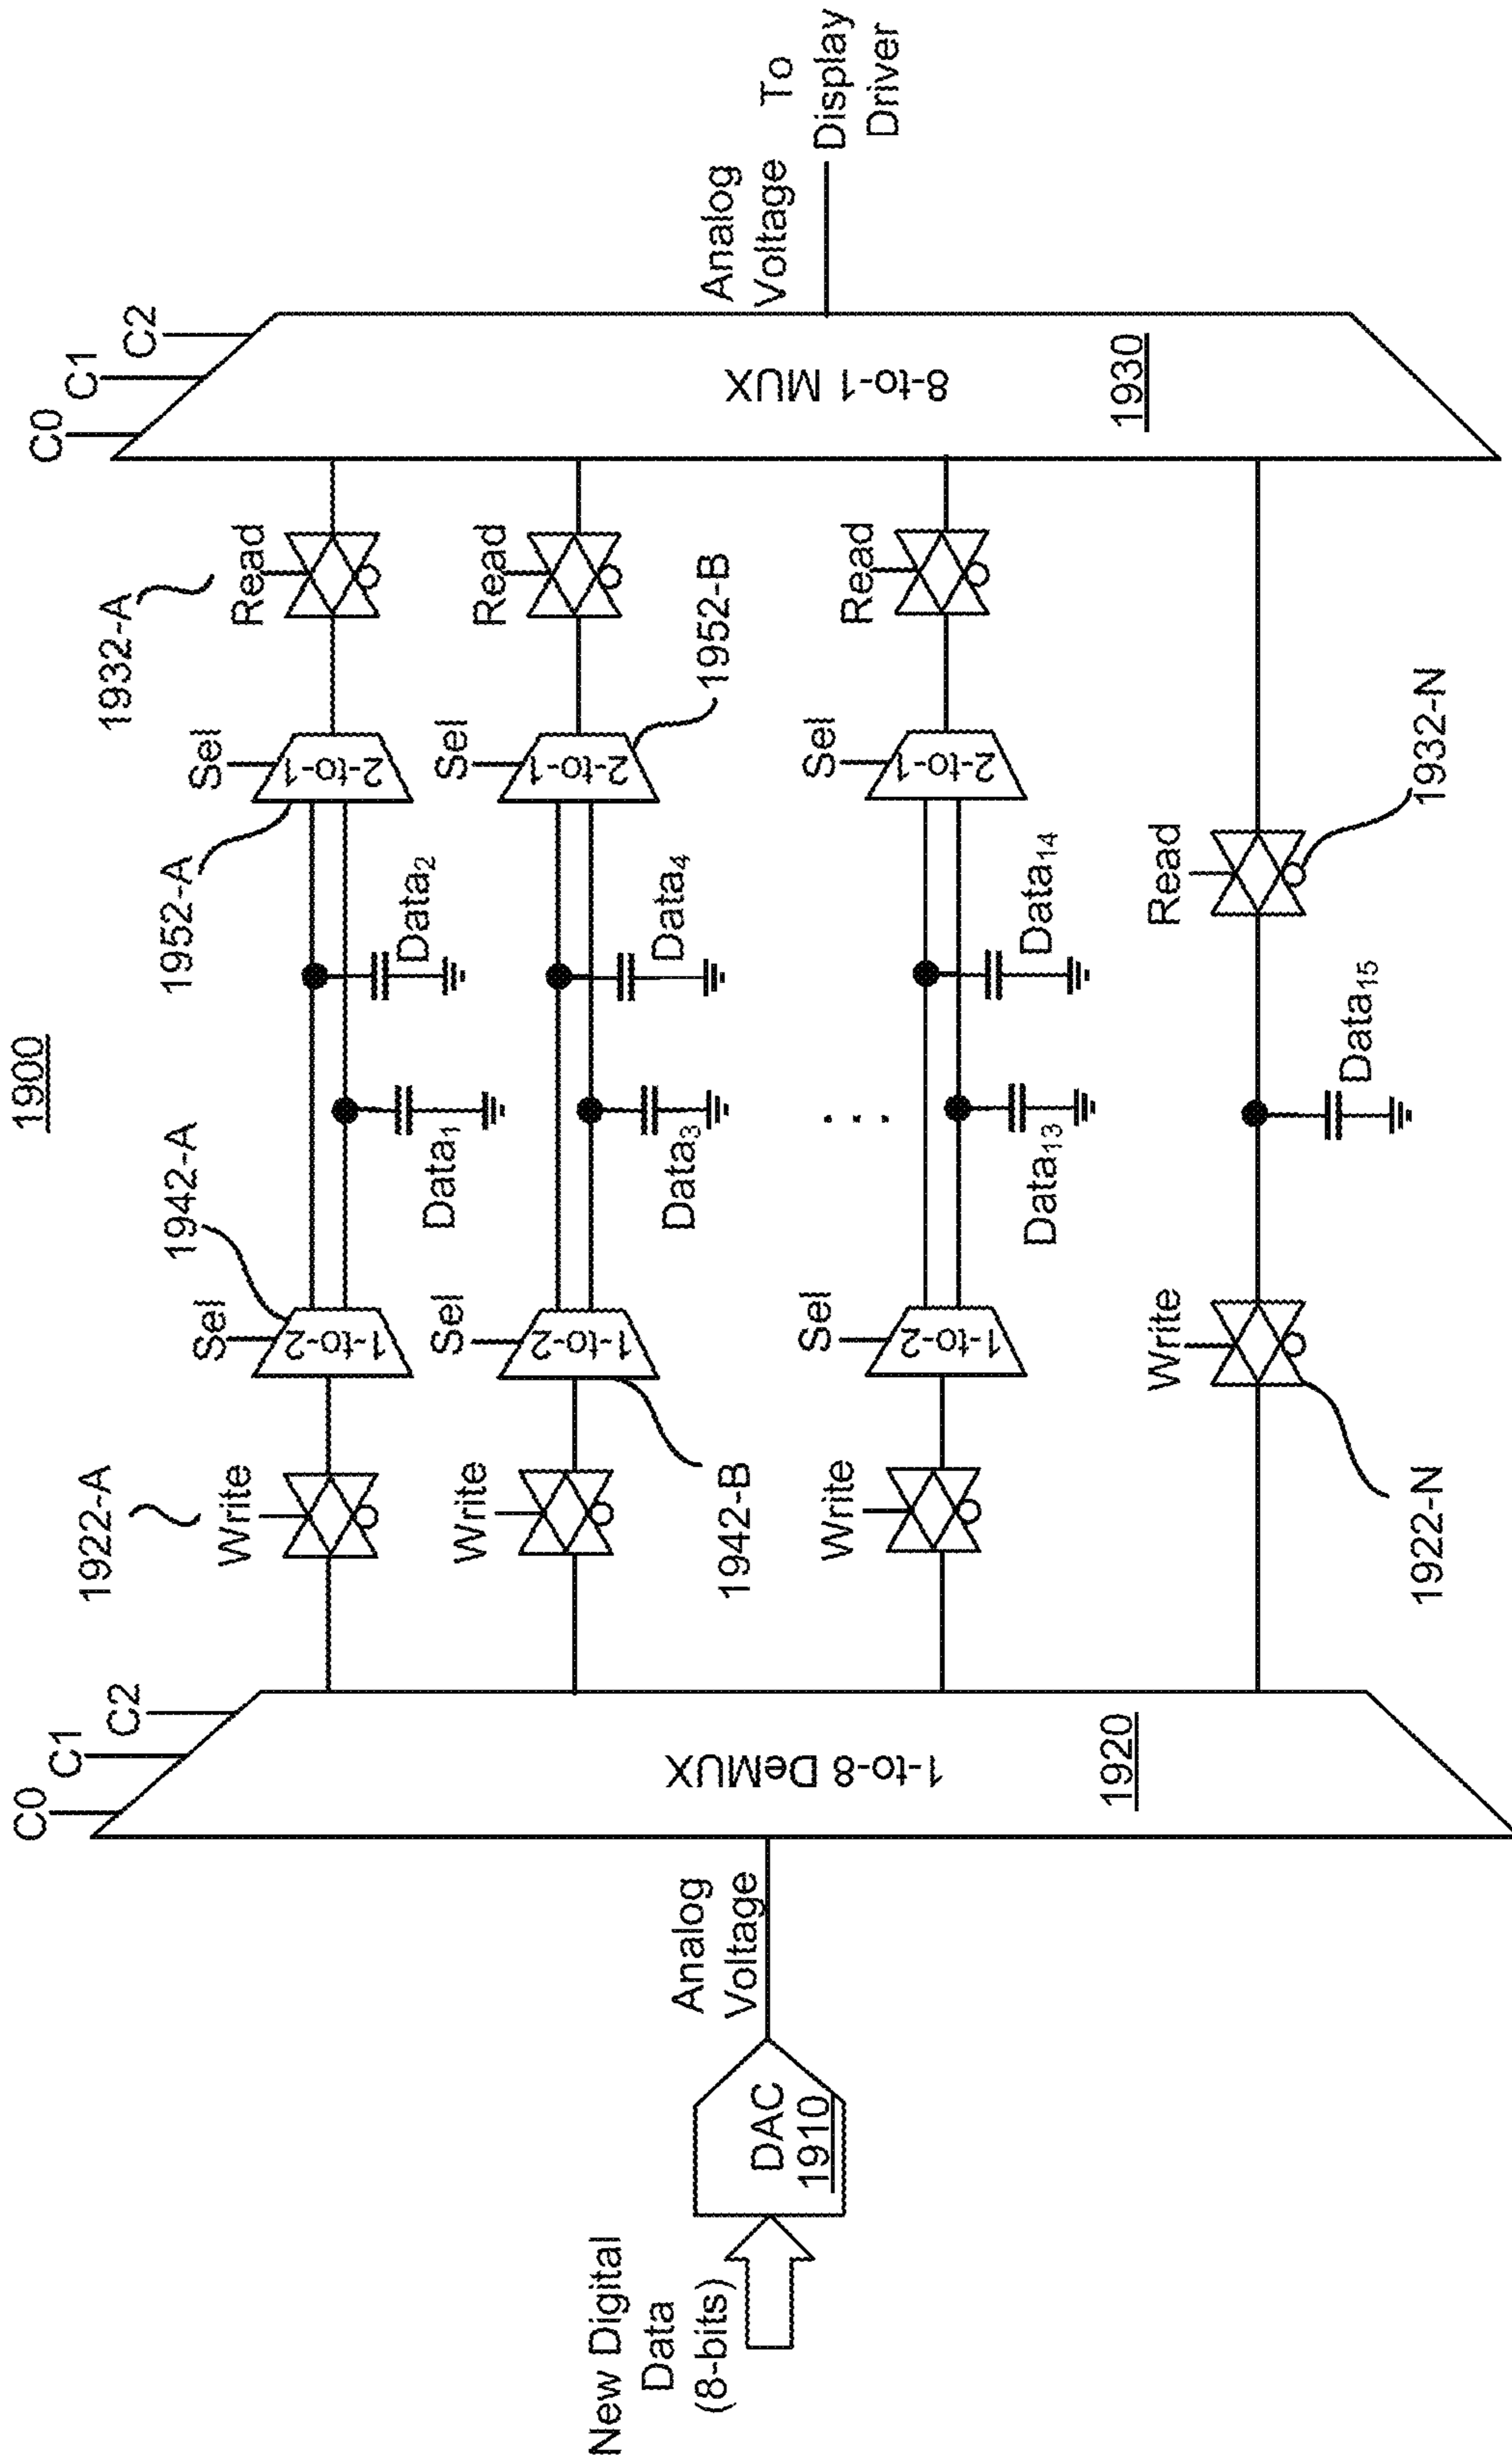 1900
New Digital
Data
(8-bits)
DAC
1910
Analog
Voltage
C0
C1
C2
1-to-8 DeMUX
1920
1922-A
Write
Sel
1-to-2
1942-A
Data1
Data2
1952-A
Sel
2-to-1
1932-A
Read
Write
Sel
1-to-2
1942-B
Data3
Data4
Sel
2-to-1
1952-B
Read
Write
Sel
1-to-2
. . .
Data13
Data14
Sel
2-to-1
Read
Write
1922-N
Data15
Read
1932-N
C0
C1
C2
8-to-1 MUX
1930
Analog
Voltage
To
Display
Driver